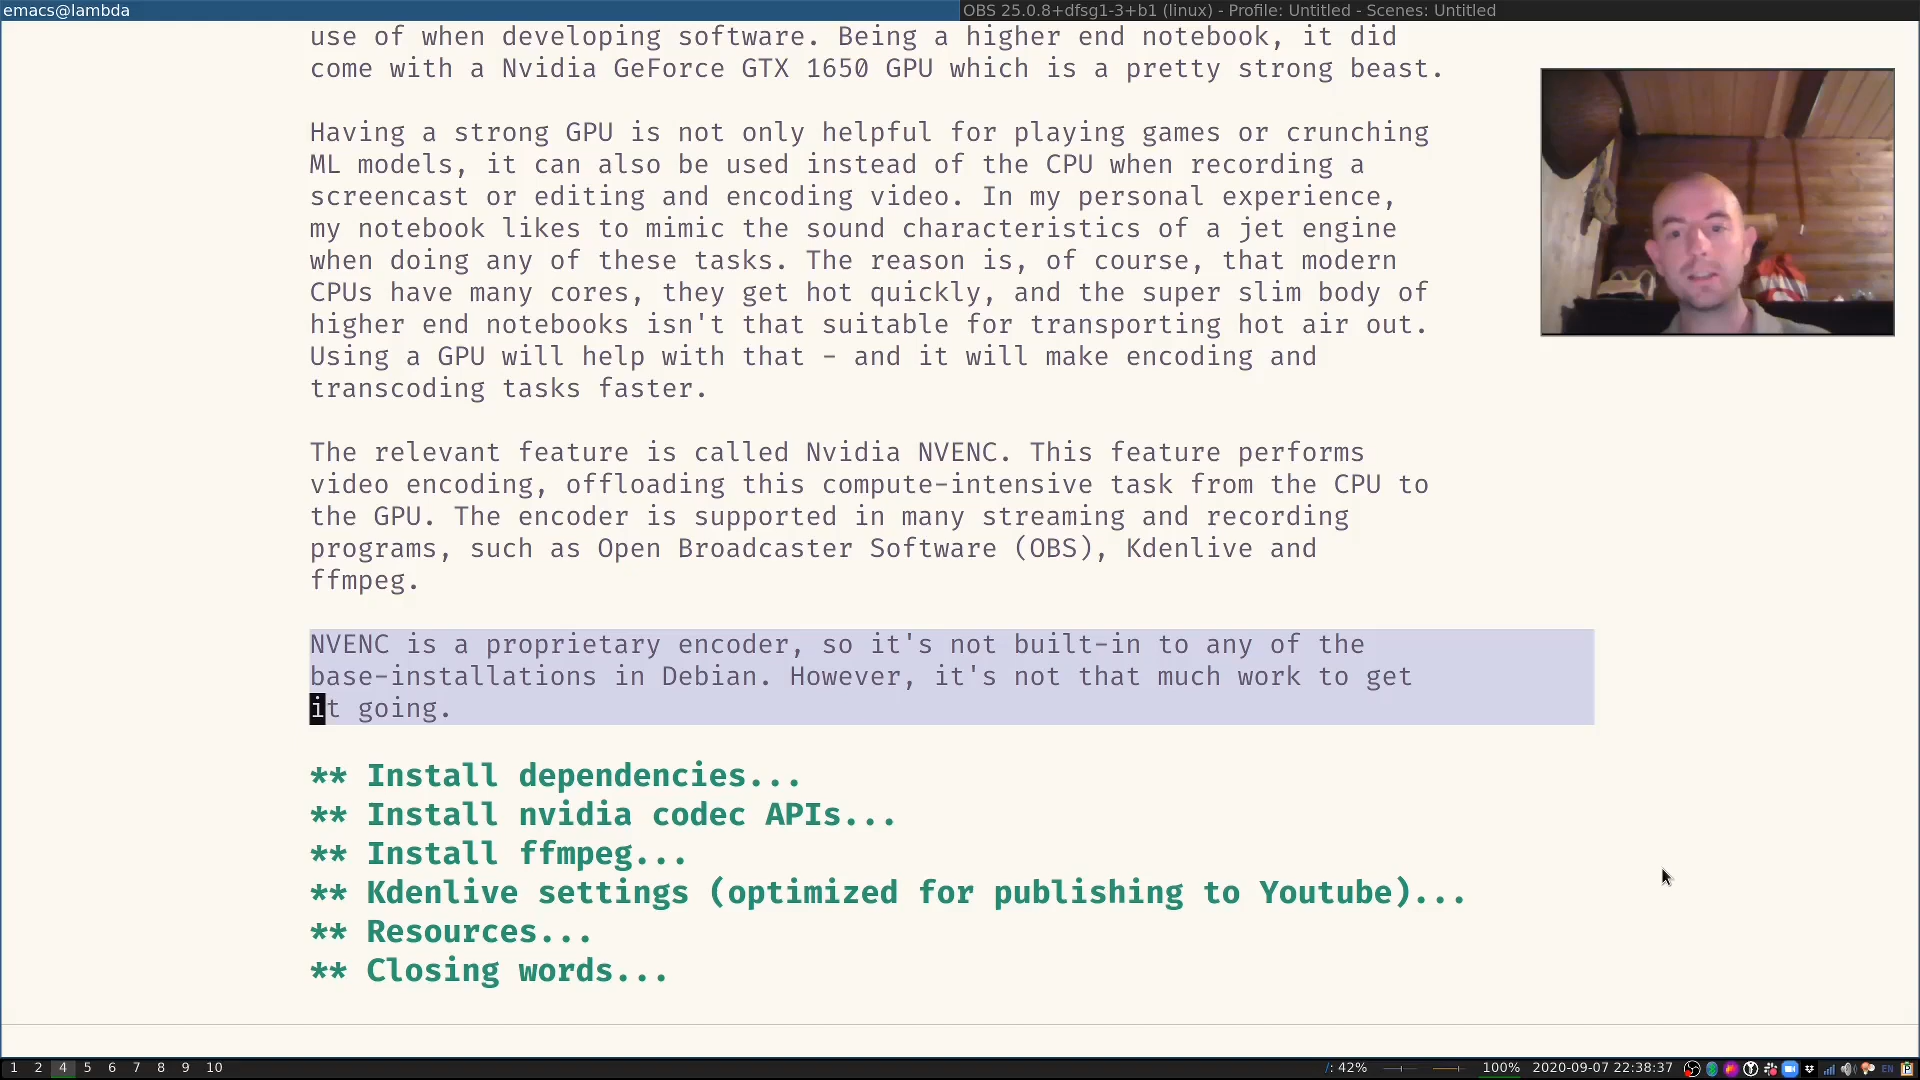 emacs@lambda
OBS 25.0.8+dfsg1-3+b1 (linux) - Profile: Untitled - Scenes: Untitled
use of when developing software. Being a higher end notebook, it did
come with a Nvidia GeForce GTX 1650 GPU which is a pretty strong beast.
Having a strong GPU is not only helpful for playing games or crunching
ML models, it can also be used instead of the CPU when recording a
screencast or editing and encoding video. In my personal experience,
my notebook likes to mimic the sound characteristics of a jet engine
when doing any of these tasks. The reason is, of course, that modern
CPUs have many cores, they get hot quickly, and the super slim body of
higher end notebooks isn't that suitable for transporting hot air out.
Using a GPU will help with that - and it will make encoding and
transcoding tasks faster.
The relevant feature is called Nvidia NVENC. This feature performs
video encoding, offloading this compute-intensive task from the CPU to
the GPU. The encoder is supported in many streaming and recording
programs, such as Open Broadcaster Software (OBS), Kdenlive and
ffmpeg.
NVENC is a proprietary encoder, so it's not built-in to any of the
base-installations in Debian. However, it's not that much work to get
it going.
** Install dependencies...
** Install nvidia codec APIs...
** Install ffmpeg...
** Kdenlive settings (optimized for publishing to Youtube)...
** Resources...
** Closing words...
1 2 4 5 6 7 8 9 10
/: 42% 100% 2020-09-07 22:38:37 EN